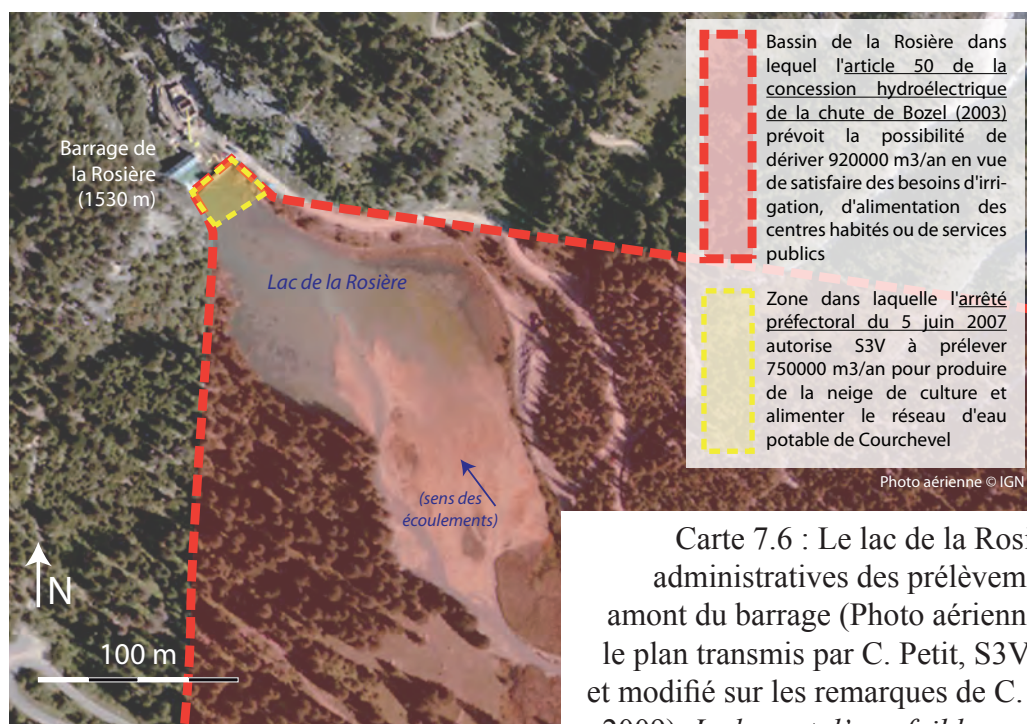 Bassin de la Rosière dans
lequel l'article 50 de la
concession hydroélectrique
de la chute de Bozel (2003)
prévoit la possibilité de
dériver 920000 m3/an en vue
de satisfaire des besoins d'irri-
gation, d'alimentation des
centres habités ou de services
publics
Zone dans laquelle l'arrêté
préfectoral du 5 juin 2007
autorise S3V à prélever
750000 m3/an pour produire
de la neige de culture et
alimenter le réseau d'eau
potable de Courchevel
Photo aérienne © IGN
Barrage de
la Rosière
(1530 m)
Lac de la Rosière
(sens des
écoulements)
N
100 m
Carte 7.6 : Le lac de la Rosi
administratives des prélèvem
amont du barrage (Photo aérienn
le plan transmis par C. Petit, S3V
et modifié sur les remarques de C.